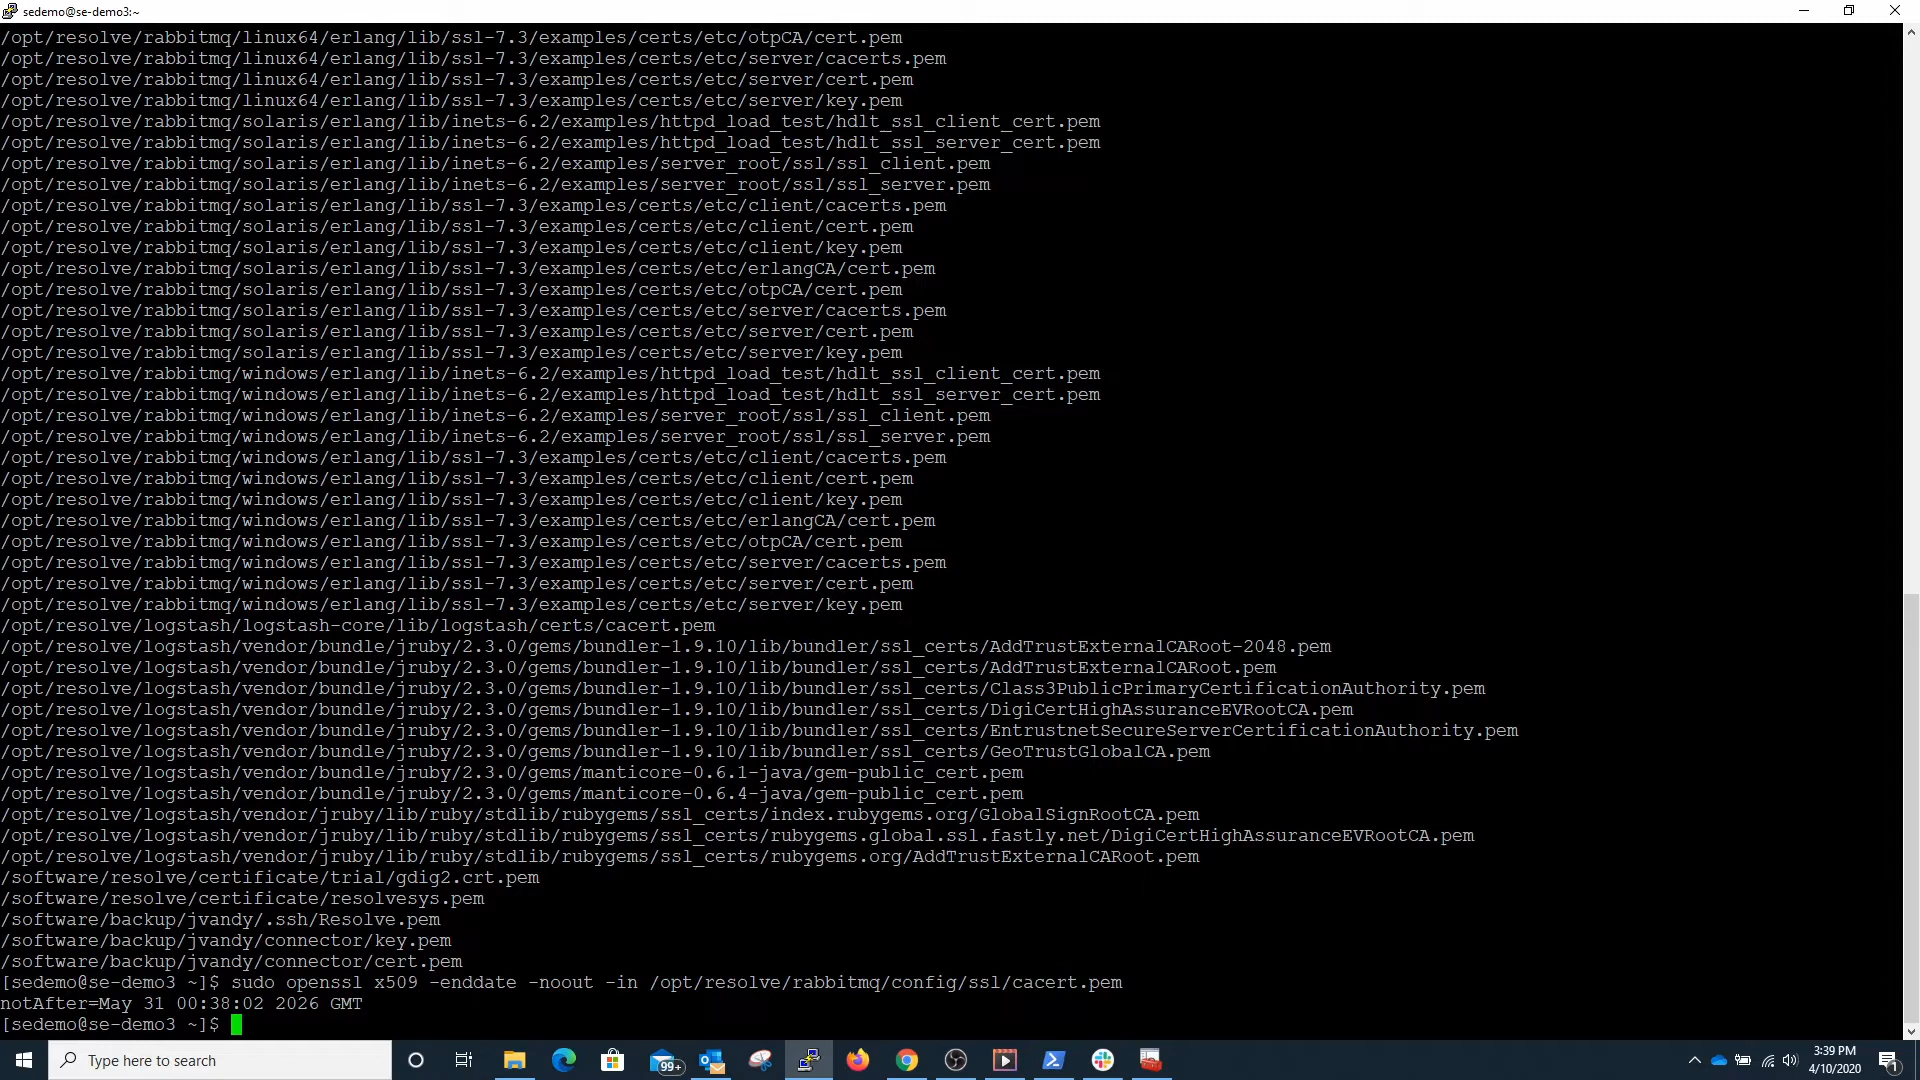 sedemo@se-demo3:~
/opt/resolve/rabbitmq/linux64/erlang/lib/ssl-7.3/examples/certs/etc/otpCA/cert.pem
/opt/resolve/rabbitmq/linux64/erlang/lib/ssl-7.3/examples/certs/etc/server/cacerts.pem
/opt/resolve/rabbitmq/linux64/erlang/lib/ssl-7.3/examples/certs/etc/server/cert.pem
/opt/resolve/rabbitmq/linux64/erlang/lib/ssl-7.3/examples/certs/etc/server/key.pem
/opt/resolve/rabbitmq/solaris/erlang/lib/inets-6.2/examples/httpd_load_test/hdlt_ssl_client_cert.pem
/opt/resolve/rabbitmq/solaris/erlang/lib/inets-6.2/examples/httpd_load_test/hdlt_ssl_server_cert.pem
/opt/resolve/rabbitmq/solaris/erlang/lib/inets-6.2/examples/server_root/ssl/ssl_client.pem
/opt/resolve/rabbitmq/solaris/erlang/lib/inets-6.2/examples/server_root/ssl/ssl_server.pem
/opt/resolve/rabbitmq/solaris/erlang/lib/ssl-7.3/examples/certs/etc/client/cacerts.pem
/opt/resolve/rabbitmq/solaris/erlang/lib/ssl-7.3/examples/certs/etc/client/cert.pem
/opt/resolve/rabbitmq/solaris/erlang/lib/ssl-7.3/examples/certs/etc/client/key.pem
/opt/resolve/rabbitmq/solaris/erlang/lib/ssl-7.3/examples/certs/etc/erlangCA/cert.pem
/opt/resolve/rabbitmq/solaris/erlang/lib/ssl-7.3/examples/certs/etc/otpCA/cert.pem
/opt/resolve/rabbitmq/solaris/erlang/lib/ssl-7.3/examples/certs/etc/server/cacerts.pem
/opt/resolve/rabbitmq/solaris/erlang/lib/ssl-7.3/examples/certs/etc/server/cert.pem
/opt/resolve/rabbitmq/solaris/erlang/lib/ssl-7.3/examples/certs/etc/server/key.pem
/opt/resolve/rabbitmq/windows/erlang/lib/inets-6.2/examples/httpd_load_test/hdlt_ssl_client_cert.pem
/opt/resolve/rabbitmq/windows/erlang/lib/inets-6.2/examples/httpd_load_test/hdlt_ssl_server_cert.pem
/opt/resolve/rabbitmq/windows/erlang/lib/inets-6.2/examples/server_root/ssl/ssl_client.pem
/opt/resolve/rabbitmq/windows/erlang/lib/inets-6.2/examples/server_root/ssl/ssl_server.pem
/opt/resolve/rabbitmq/windows/erlang/lib/ssl-7.3/examples/certs/etc/client/cacerts.pem
/opt/resolve/rabbitmq/windows/erlang/lib/ssl-7.3/examples/certs/etc/client/cert.pem
/opt/resolve/rabbitmq/windows/erlang/lib/ssl-7.3/examples/certs/etc/client/key.pem
/opt/resolve/rabbitmq/windows/erlang/lib/ssl-7.3/examples/certs/etc/erlangCA/cert.pem
/opt/resolve/rabbitmq/windows/erlang/lib/ssl-7.3/examples/certs/etc/otpCA/cert.pem
/opt/resolve/rabbitmq/windows/erlang/lib/ssl-7.3/examples/certs/etc/server/cacerts.pem
/opt/resolve/rabbitmq/windows/erlang/lib/ssl-7.3/examples/certs/etc/server/cert.pem
/opt/resolve/rabbitmq/windows/erlang/lib/ssl-7.3/examples/certs/etc/server/key.pem
/opt/resolve/logstash/logstash-core/lib/logstash/certs/cacert.pem
/opt/resolve/logstash/vendor/bundle/jruby/2.3.0/gems/bundler-1.9.10/lib/bundler/ssl_certs/AddTrustExternalCARoot-2048.pem
/opt/resolve/logstash/vendor/bundle/jruby/2.3.0/gems/bundler-1.9.10/lib/bundler/ssl_certs/AddTrustExternalCARoot.pem
/opt/resolve/logstash/vendor/bundle/jruby/2.3.0/gems/bundler-1.9.10/lib/bundler/ssl_certs/Class3PublicPrimaryCertificationAuthority.pem
/opt/resolve/logstash/vendor/bundle/jruby/2.3.0/gems/bundler-1.9.10/lib/bundler/ssl_certs/DigiCertHighAssuranceEVRootCA.pem
/opt/resolve/logstash/vendor/bundle/jruby/2.3.0/gems/bundler-1.9.10/lib/bundler/ssl_certs/EntrustnetSecureServerCertificationAuthority.pem
/opt/resolve/logstash/vendor/bundle/jruby/2.3.0/gems/bundler-1.9.10/lib/bundler/ssl_certs/GeoTrustGlobalCA.pem
/opt/resolve/logstash/vendor/bundle/jruby/2.3.0/gems/manticore-0.6.1-java/gem-public_cert.pem
/opt/resolve/logstash/vendor/bundle/jruby/2.3.0/gems/manticore-0.6.4-java/gem-public_cert.pem
/opt/resolve/logstash/vendor/jruby/lib/ruby/stdlib/rubygems/ssl_certs/index.rubygems.org/GlobalSignRootCA.pem
/opt/resolve/logstash/vendor/jruby/lib/ruby/stdlib/rubygems/ssl_certs/rubygems.global.ssl.fastly.net/DigiCertHighAssuranceEVRootCA.pem
/opt/resolve/logstash/vendor/jruby/lib/ruby/stdlib/rubygems/ssl_certs/rubygems.org/AddTrustExternalCARoot.pem
/software/resolve/certificate/trial/gdig2.crt.pem
/software/resolve/certificate/resolvesys.pem
/software/backup/jvandy/.ssh/Resolve.pem
/software/backup/jvandy/connector/key.pem
/software/backup/jvandy/connector/cert.pem
[sedemo@se-demo3 ~]$ sudo openssl x509 -enddate -noout -in /opt/resolve/rabbitmq/config/ssl/cacert.pem
notAfter=May 31 00:38:02 2026 GMT
[sedemo@se-demo3 ~]$
Type here to search
99+
3:39 PM
4/10/2020
1